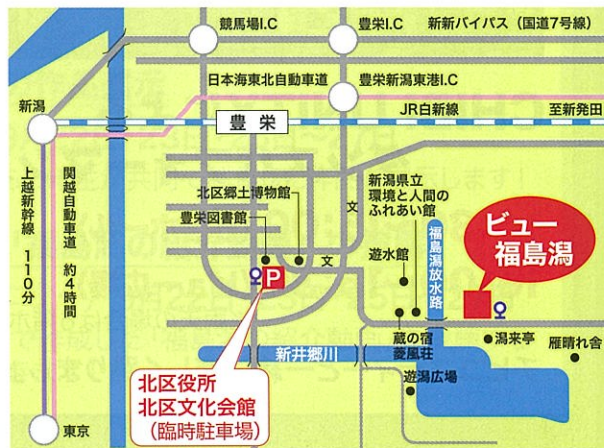 競馬場I.C
豊栄I.C
新新バイパス（国道7号線）
日本海東北自動車道
豊栄新潟東港I.C
新潟
豊 栄
JR白新線
至新発田
上越新幹線 110分
関越自動車道 約4時間
北区郷土博物館
豊栄図書館
文
文
新潟県立
環境と人間の
ふれあい館
遊水館
福島潟放水路
ビュー
福島潟
P
蔵の宿
菱風荘
潟来亭
雁晴れ舎
新井郷川
遊潟広場
北区役所
北区文化会館
（臨時駐車場）
東京